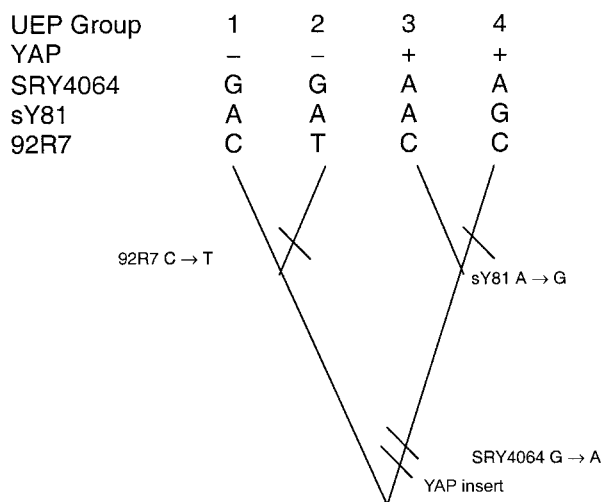 UEP Group 1 2 3 4
YAP – – + +
SRY4064 G G A A
sY81 A A A G
92R7 C T C C
92R7 C → T
sY81 A → G
SRY4064 G → A
YAP insert